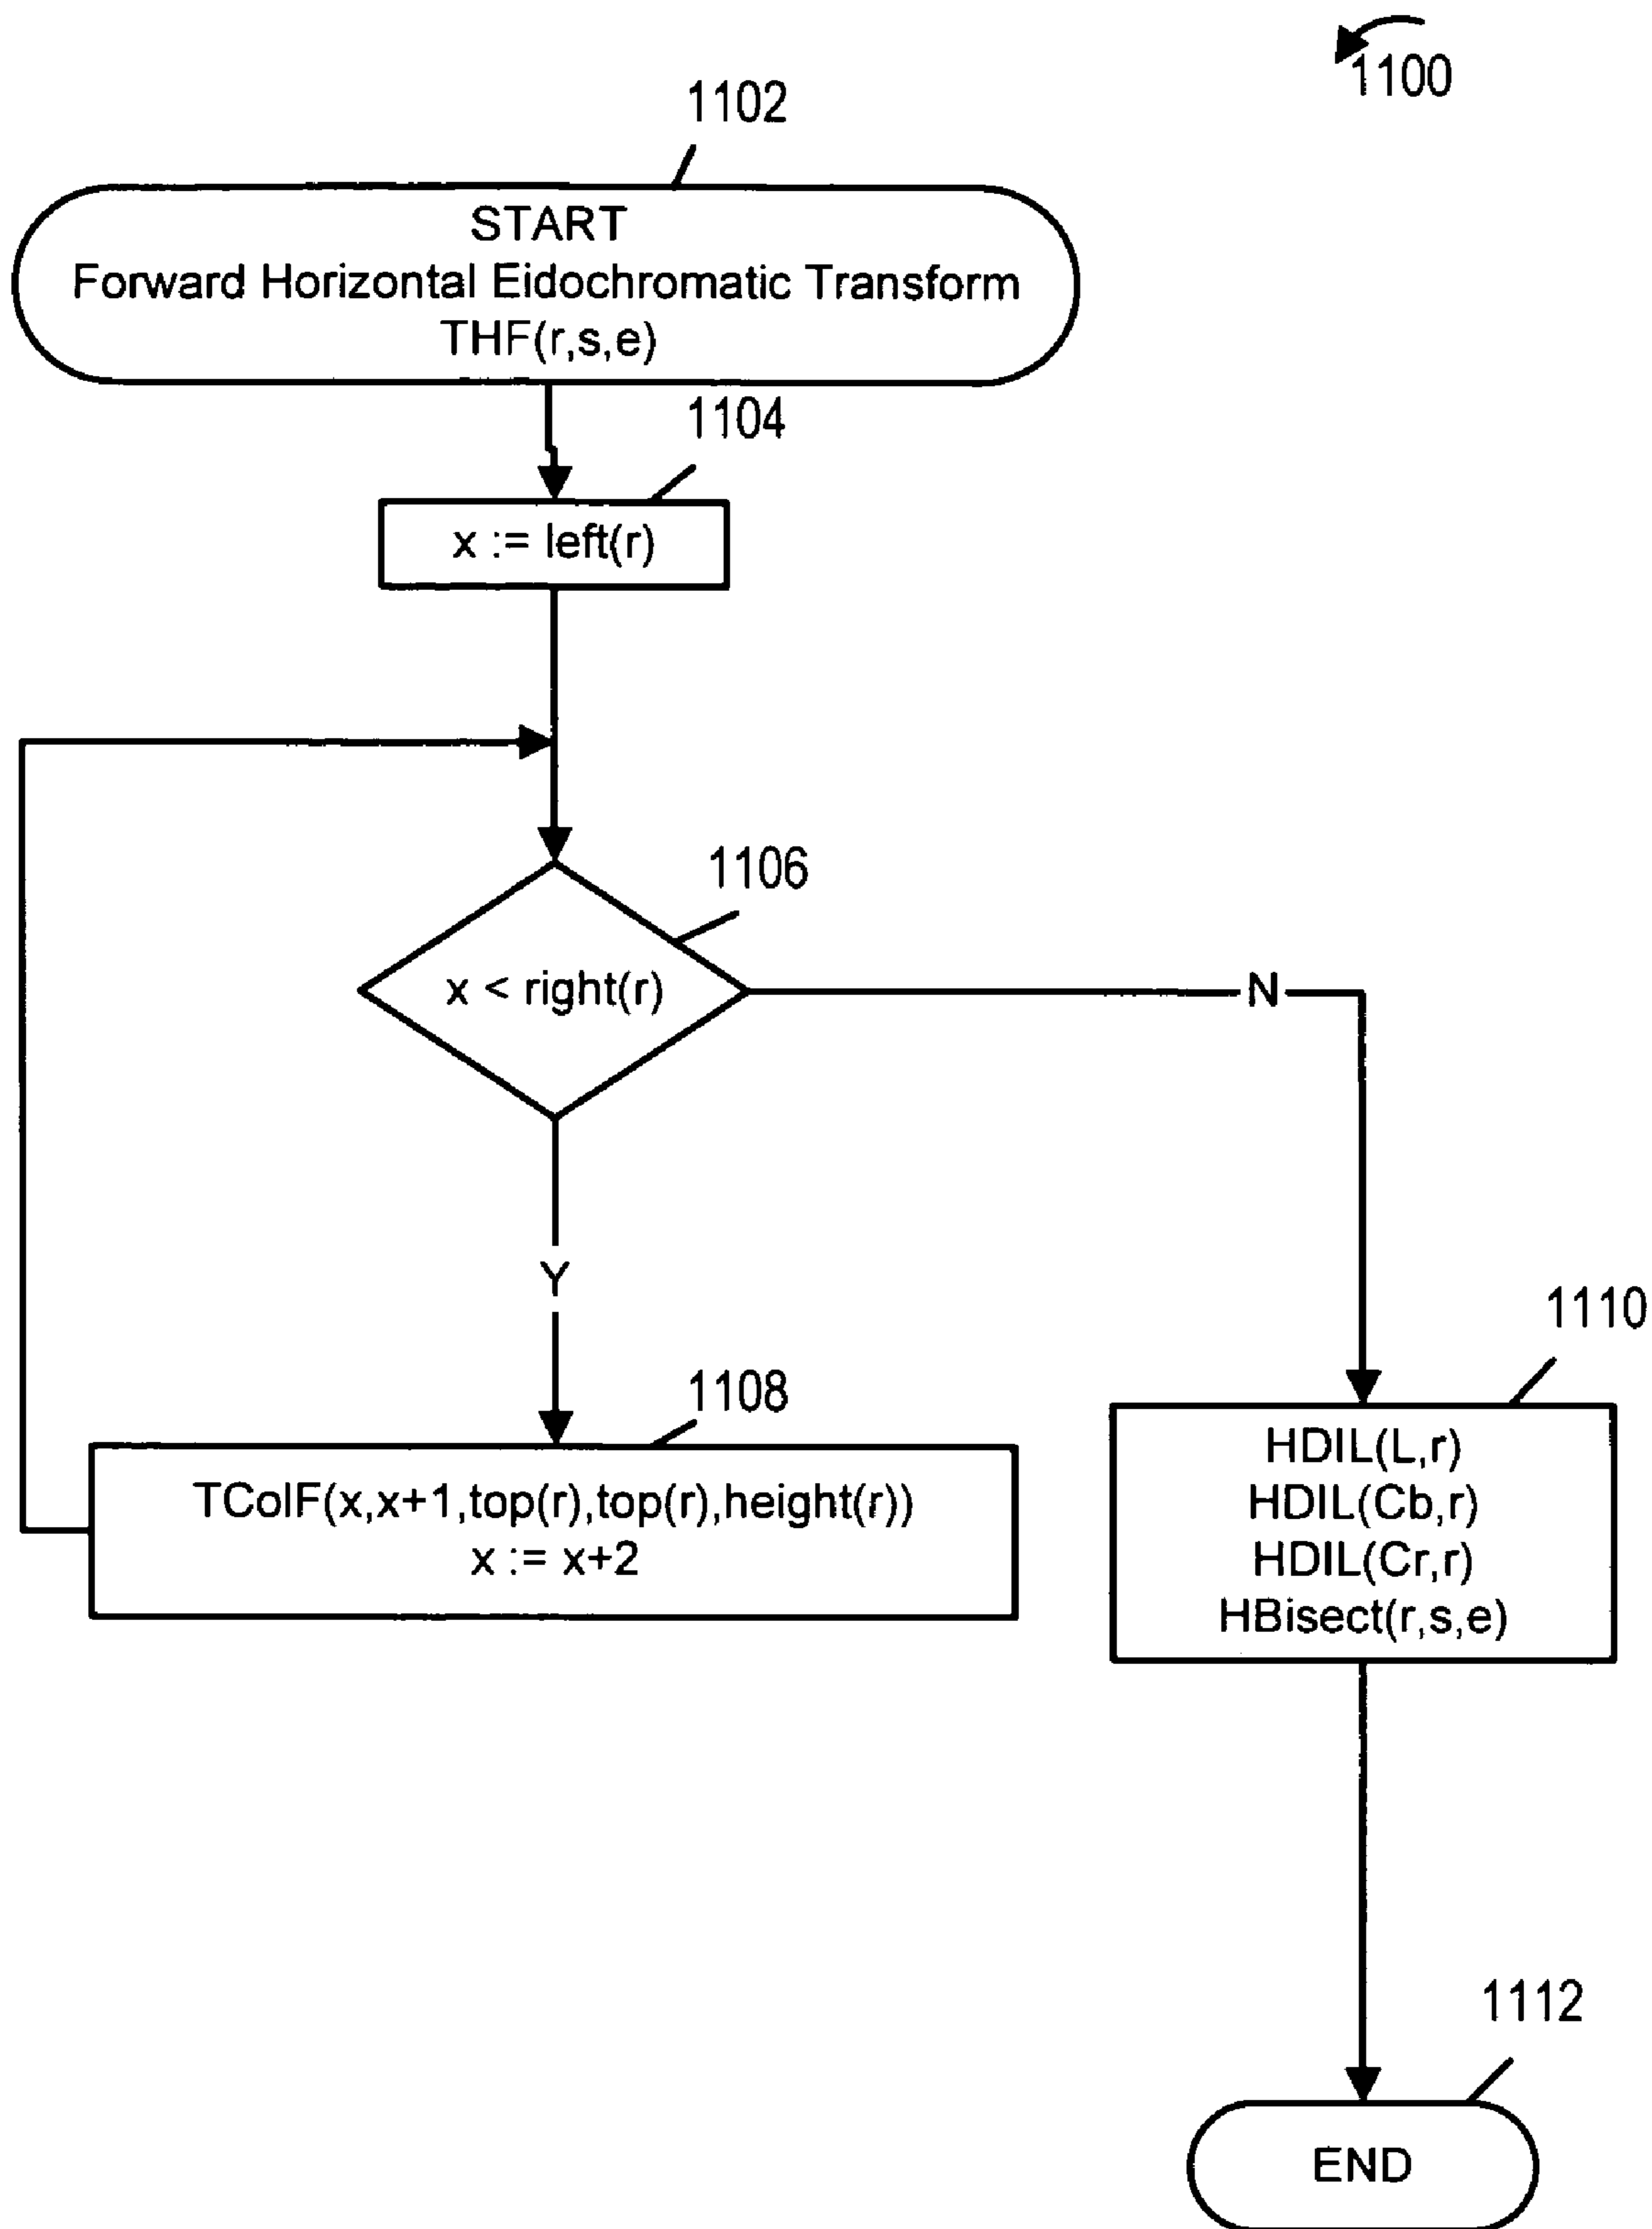 1100
1102
START
Forward Horizontal Eidochromatic Transform
THF(r,s,e)
1104
x := left(r)
1106
x < right(r)
N
Y
1108
TColF(x,x+1,top(r),top(r),height(r))
x := x+2
1110
HDIL(L,r)
HDIL(Cb,r)
HDIL(Cr,r)
HBisect(r,s,e)
1112
END